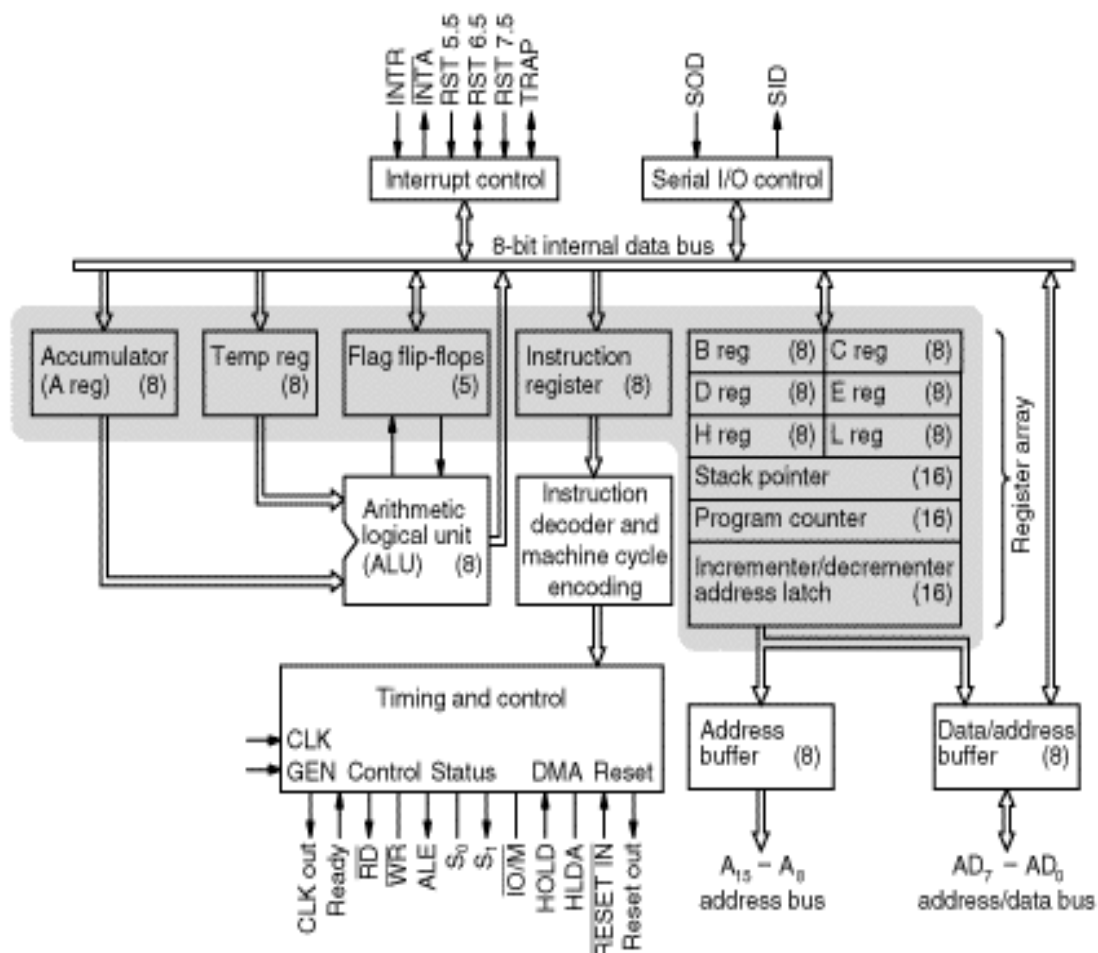 INTR
INTA
RST 5.5
RST 6.5
RST 7.5
TRAP
SOD
SID
Interrupt control
Serial I/O control
8-bit internal data bus
Accumulator
(A reg) (8)
Temp reg
(8)
Flag flip-flops
(5)
Instruction
register (8)
B reg (8) C reg (8)
D reg (8) E reg (8)
H reg (8) L reg (8)
Stack pointer (16)
Program counter (16)
Incrementer/decrementer
address latch (16)
Register array
Arithmetic
logical unit
(ALU) (8)
Instruction
decoder and
machine cycle
encoding
Timing and control
CLK
GEN Control Status DMA Reset
CLK out
Ready
RD
WR
ALE
S₀
S₁
IO/M
HOLD
HLDA
RESET IN
Reset out
Address
buffer (8)
Data/address
buffer (8)
A₁₅ – A₈
address bus
AD₇ – AD₀
address/data bus